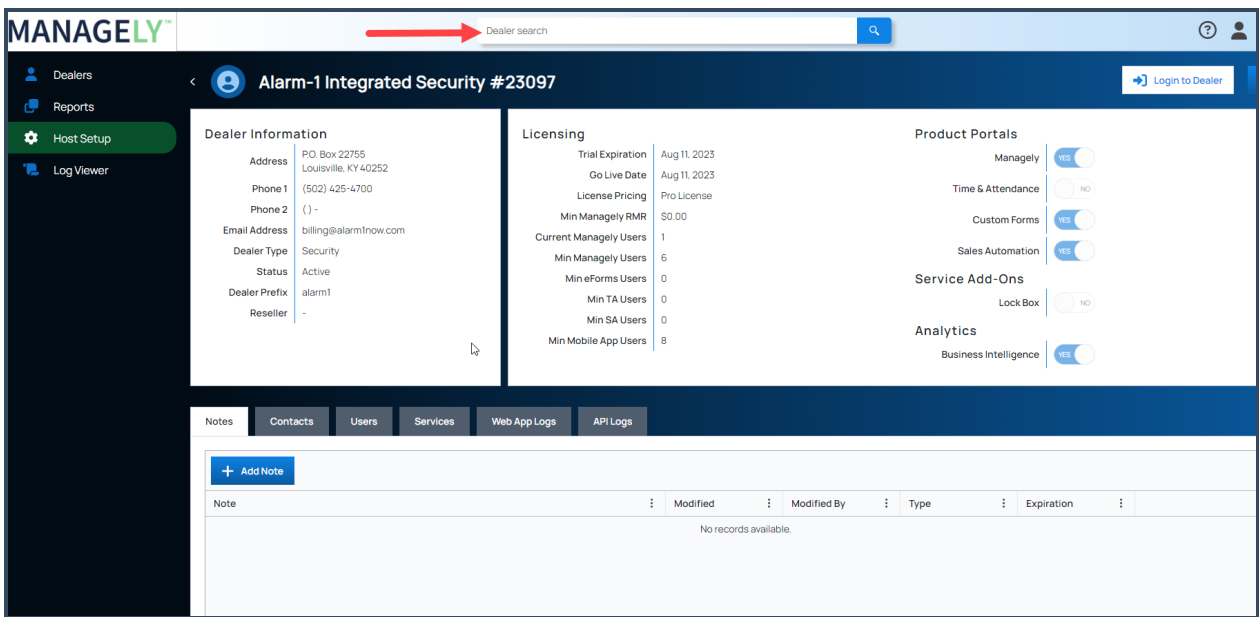 MANAGELY™
Dealer search
?
Dealers
Reports
Host Setup
Log Viewer
Alarm-1 Integrated Security #23097
Login to Dealer
Dealer Information
Address P.O. Box 22755
Louisville, KY 40252
Phone 1 (502) 425-4700
Phone 2 ( ) -
Email Address billing@alarm1now.com
Dealer Type Security
Status Active
Dealer Prefix alarm1
Reseller -
Licensing
Trial Expiration Aug 11, 2023
Go Live Date Aug 11, 2023
License Pricing Pro License
Min Managely RMR $0.00
Current Managely Users 1
Min Managely Users 6
Min eForms Users 0
Min TA Users 0
Min SA Users 0
Min Mobile App Users 8
Product Portals
Managely YES
Time & Attendance NO
Custom Forms YES
Sales Automation YES
Service Add-Ons
Lock Box NO
Analytics
Business Intelligence YES
Notes Contacts Users Services Web App Logs API Logs
+ Add Note
Note Modified Modified By Type Expiration
No records available.